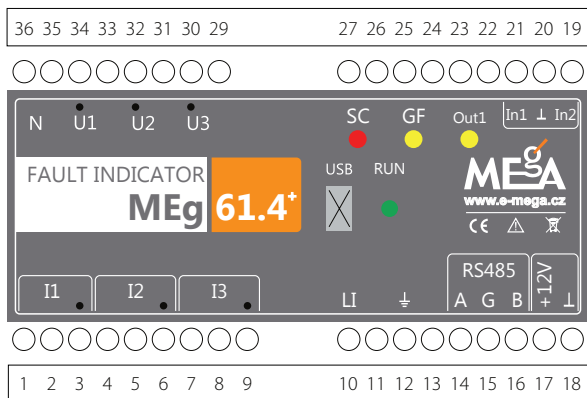 36 35 34 33 32 31 30 29 27 26 25 24 23 22 21 20 19
N U1 U2 U3 SC GF Out1 In1 ⊥ In2
FAULT INDICATOR USB RUN MEgA
MEg 61.4+ www.e-mega.cz
CE
RS485
I1 I2 I3 LI A G B +12V ⊥
1 2 3 4 5 6 7 8 9 10 11 12 13 14 15 16 17 18